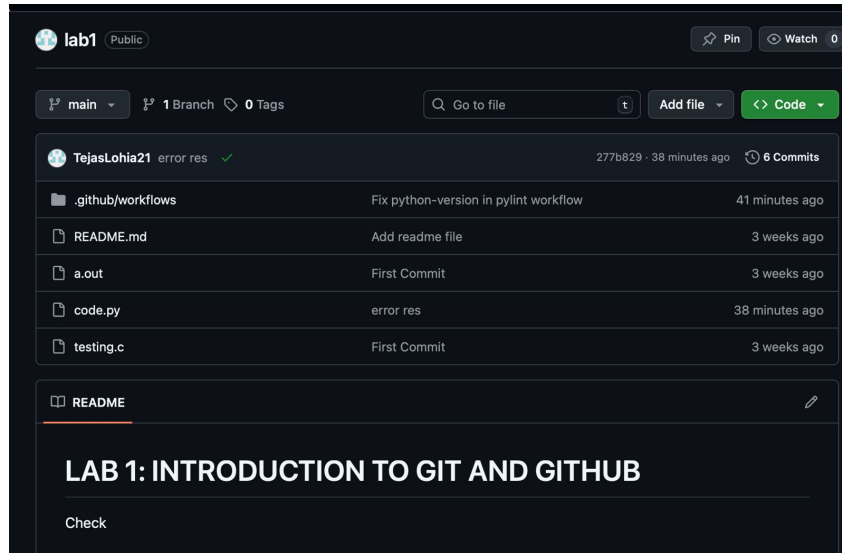 lab1 Public Pin Watch 0
main 1 Branch 0 Tags Go to file t Add file Code
TejasLohia21 error res 277b829 · 38 minutes ago 6 Commits
.github/workflows Fix python-version in pylint workflow 41 minutes ago
README.md Add readme file 3 weeks ago
a.out First Commit 3 weeks ago
code.py error res 38 minutes ago
testing.c First Commit 3 weeks ago
README
LAB 1: INTRODUCTION TO GIT AND GITHUB
Check